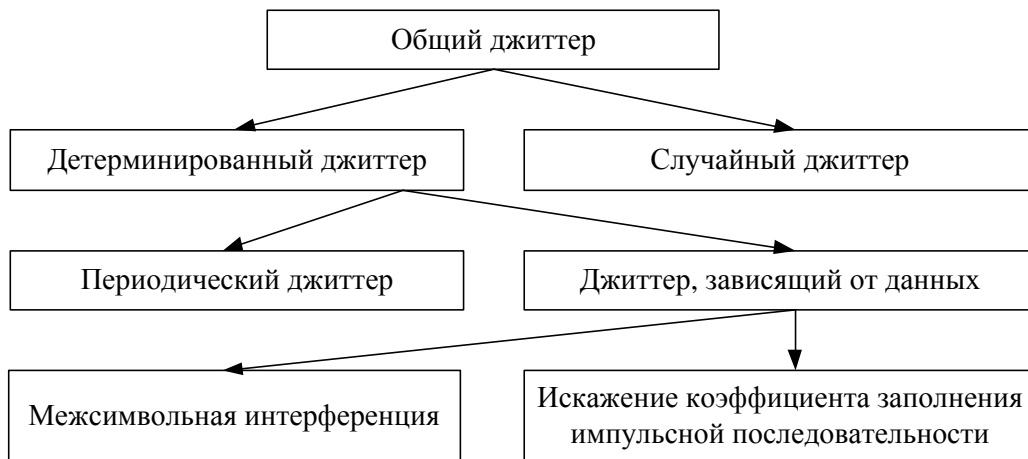 Общий джиттер
Детерминированный джиттер
Случайный джиттер
Периодический джиттер
Джиттер, зависящий от данных
Межсимвольная интерференция
Искажение коэффициента заполнения
импульсной последовательности